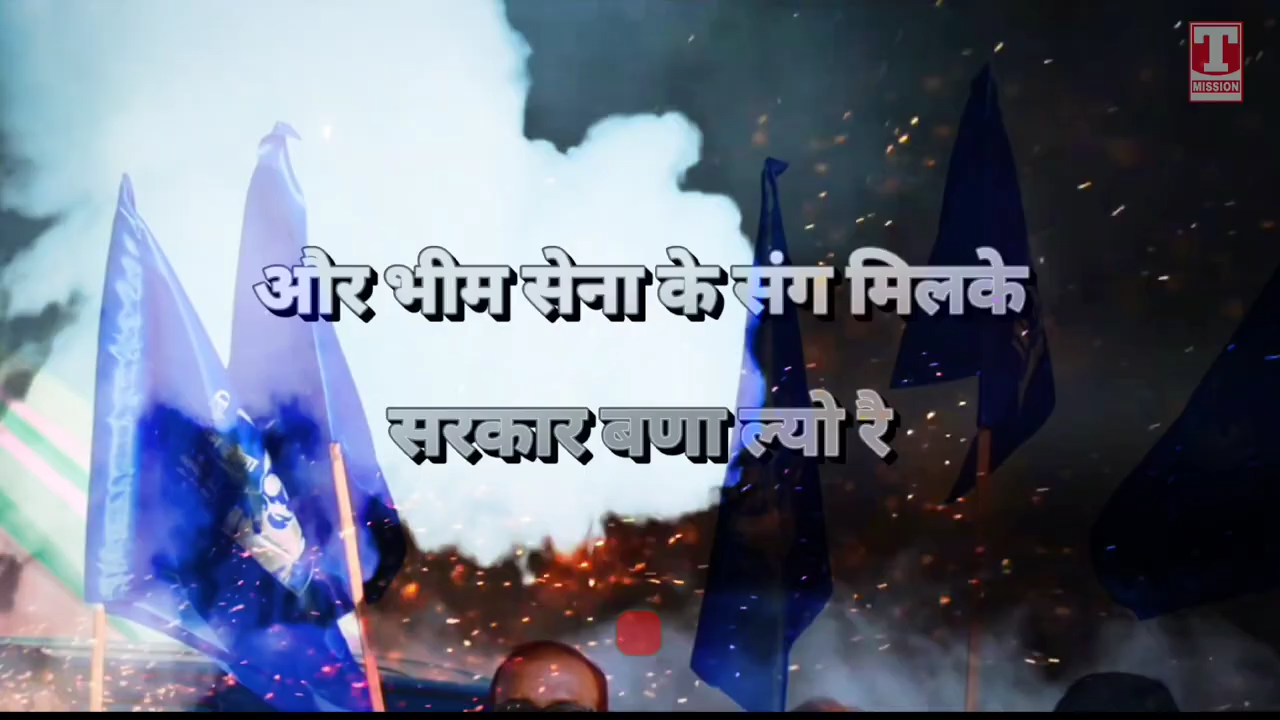 T
MISSION
और भीम सेना के संग मिलके
सरकार बणा ल्यो रै